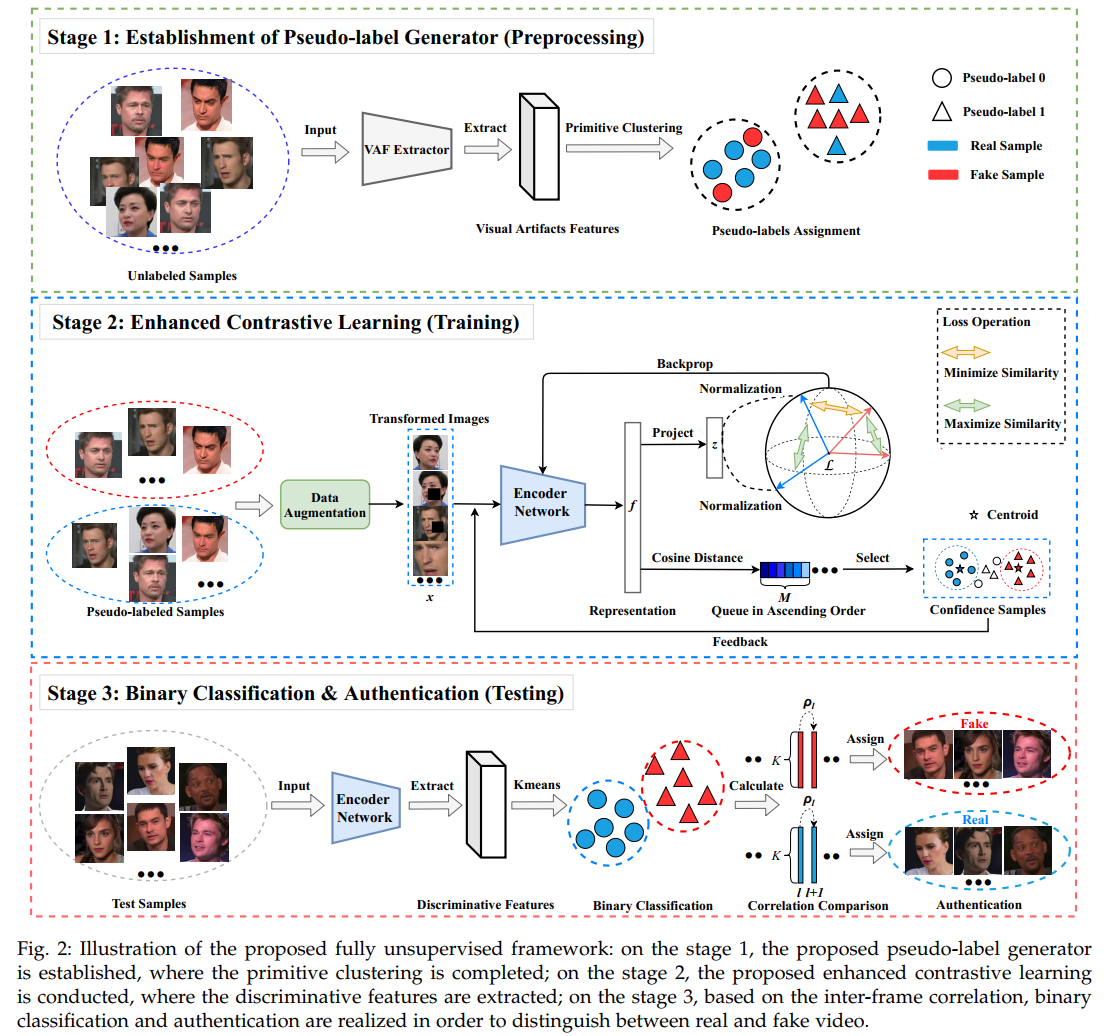 Stage 1: Establishment of Pseudo-label Generator (Preprocessing)
Input
VAF Extractor
Extract
Primitive Clustering
Pseudo-label 0
Pseudo-label 1
Real Sample
Fake Sample
Unlabeled Samples
Visual Artifacts Features
Pseudo-labels Assignment
Stage 2: Enhanced Contrastive Learning (Training)
Loss Operation
Minimize Similarity
Maximize Similarity
Backprop
Normalization
Transformed Images
Project
z
ℒ
Data
Augmentation
Encoder
Network
f
Normalization
Centroid
Cosine Distance
Select
M
x
Pseudo-labeled Samples
Representation
Queue in Ascending Order
Confidence Samples
Feedback
Stage 3: Binary Classification & Authentication (Testing)
Input
Encoder
Network
Extract
Kmeans
Calculate
ρl
K
Assign
Fake
ρl
K
Assign
Real
l l+1
Test Samples
Discriminative Features
Binary Classification
Correlation Comparison
Authentication
Fig. 2: Illustration of the proposed fully unsupervised framework: on the stage 1, the proposed pseudo-label generator
is established, where the primitive clustering is completed; on the stage 2, the proposed enhanced contrastive learning
is conducted, where the discriminative features are extracted; on the stage 3, based on the inter-frame correlation, binary
classification and authentication are realized in order to distinguish between real and fake video.